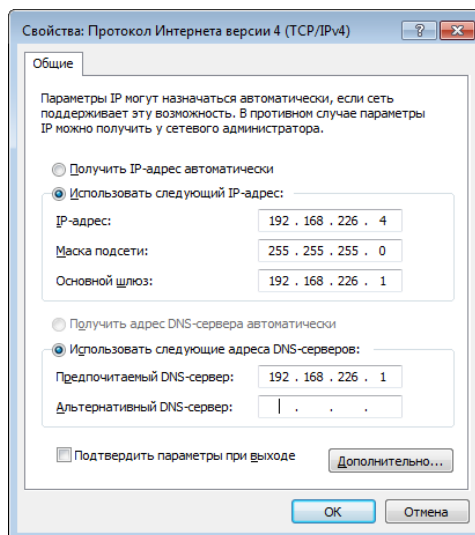 Свойства: Протокол Интернета версии 4 (TCP/IPv4)
Общие
Параметры IP могут назначаться автоматически, если сеть
поддерживает эту возможность. В противном случае параметры
IP можно получить у сетевого администратора.
Получить IP-адрес автоматически
Использовать следующий IP-адрес:
IP-адрес: 192 . 168 . 226 . 4
Маска подсети: 255 . 255 . 255 . 0
Основной шлюз: 192 . 168 . 226 . 1
Получить адрес DNS-сервера автоматически
Использовать следующие адреса DNS-серверов:
Предпочитаемый DNS-сервер: 192 . 168 . 226 . 1
Альтернативный DNS-сервер: . . .
Подтвердить параметры при выходе
Дополнительно...
ОК Отмена